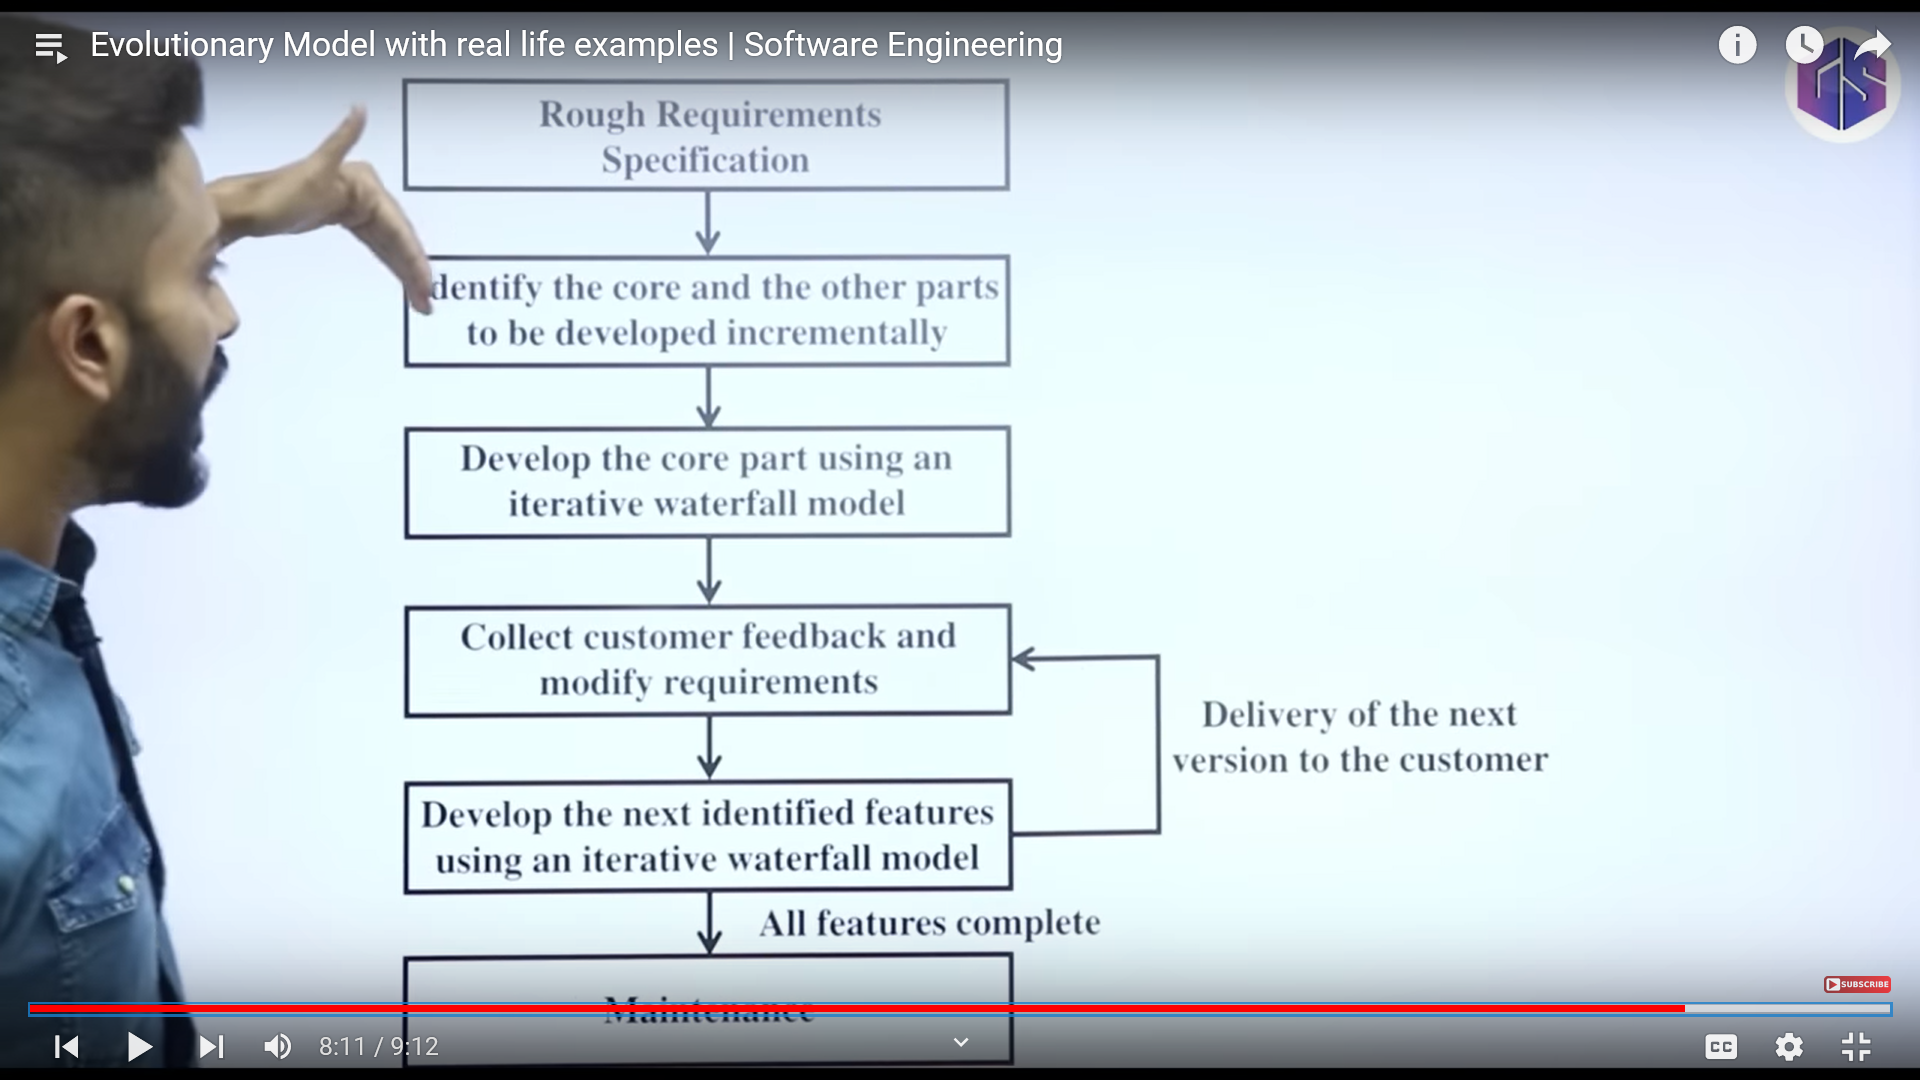 Evolutionary Model with real life examples | Software Engineering
Rough Requirements
Specification
dentify the core and the other parts
to be developed incrementally
Develop the core part using an
iterative waterfall model
Collect customer feedback and
modify requirements
Delivery of the next
version to the customer
Develop the next identified features
using an iterative waterfall model
All features complete
Maintenance
SUBSCRIBE
8:11 / 9:12
CC